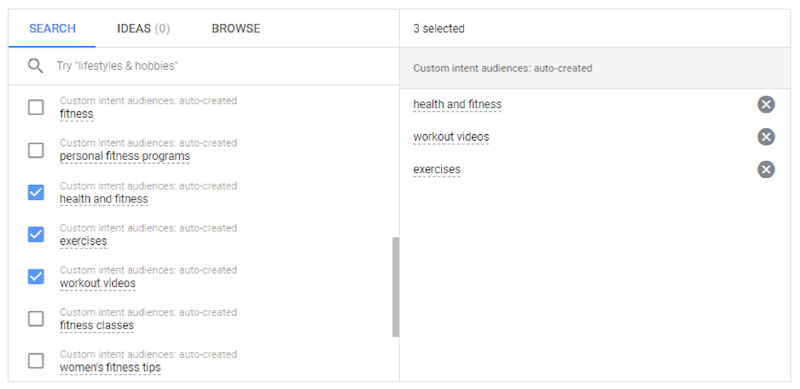 SEARCH IDEAS (0) BROWSE
Try "lifestyles & hobbies"
Custom intent audiences: auto-created
fitness
Custom intent audiences: auto-created
personal fitness programs
Custom intent audiences: auto-created
health and fitness
Custom intent audiences: auto-created
exercises
Custom intent audiences: auto-created
workout videos
Custom intent audiences: auto-created
fitness classes
Custom intent audiences: auto-created
women's fitness tips
3 selected
Custom intent audiences: auto-created
health and fitness
workout videos
exercises